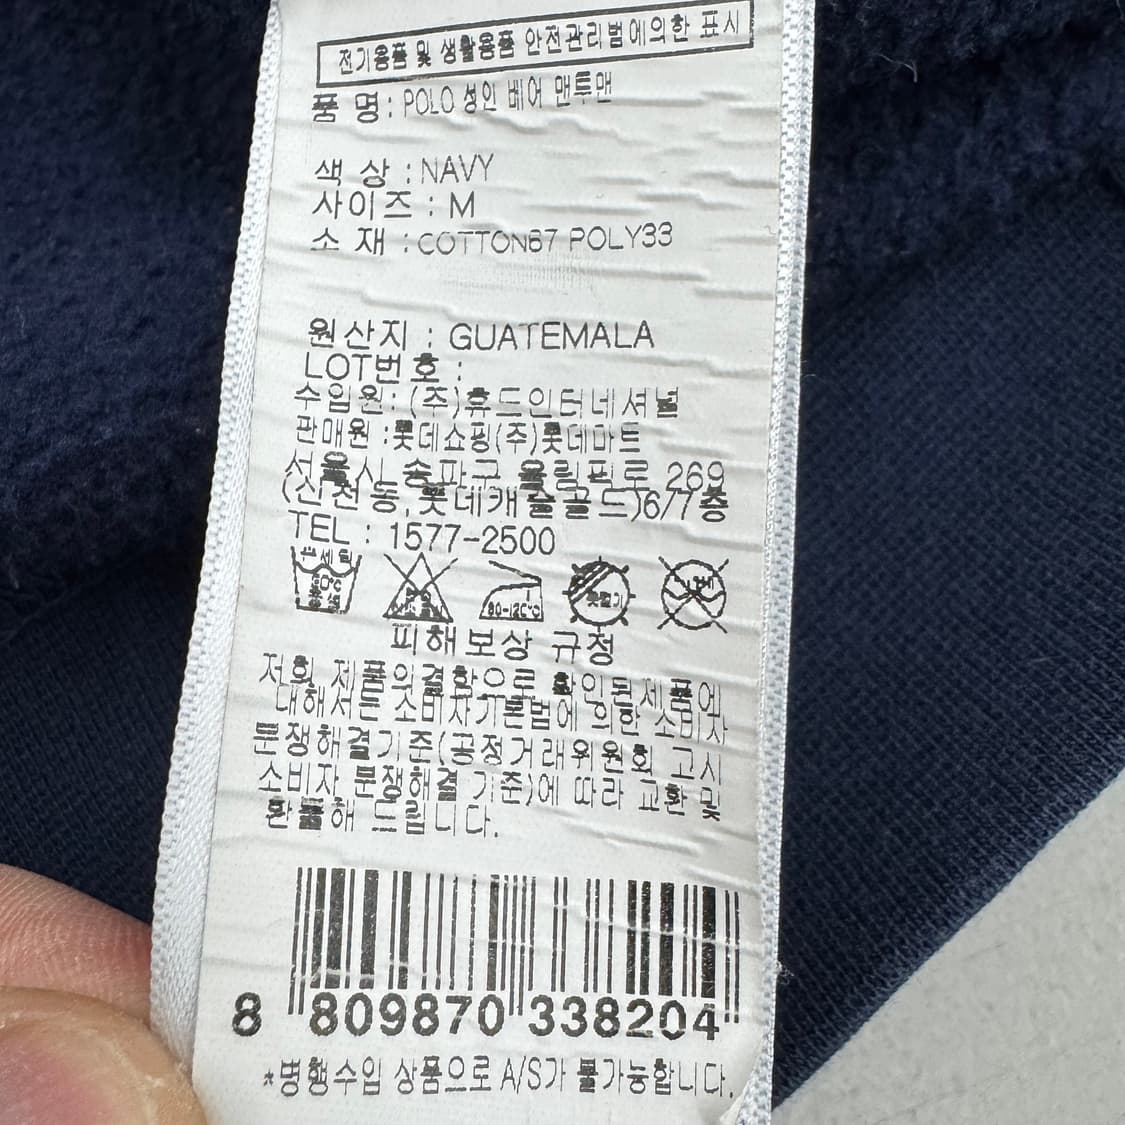 전기용품 및 생활용품 안전관리법에의한 표시
품 명 : POLO 성인 베어 맨투맨
색 상 : NAVY
사이즈 : M
소 재 : COTTON67 POLY33
원산지 : GUATEMALA
LOT번호 :
수입원 : (주)휴드인터네셔널
판매원 :롯데쇼핑(주)롯데마트
서울시 송파구 올림픽로 269
(신천동,롯데캐슬골드)6/7층
TEL : 1577-2500
손세탁
30℃
중성
80-120℃
피해보상 규정
저희 제품의결함으로 확인된제품에
대해서는 소비자기본법에 의한 소비자
분쟁해결기준(공정거래위원회 고시
소비자 분쟁해결 기준)에 따라 교환 및
환불해 드립니다.
8 809870 338204
*병행수입 상품으로 A/S가 불가능합니다.